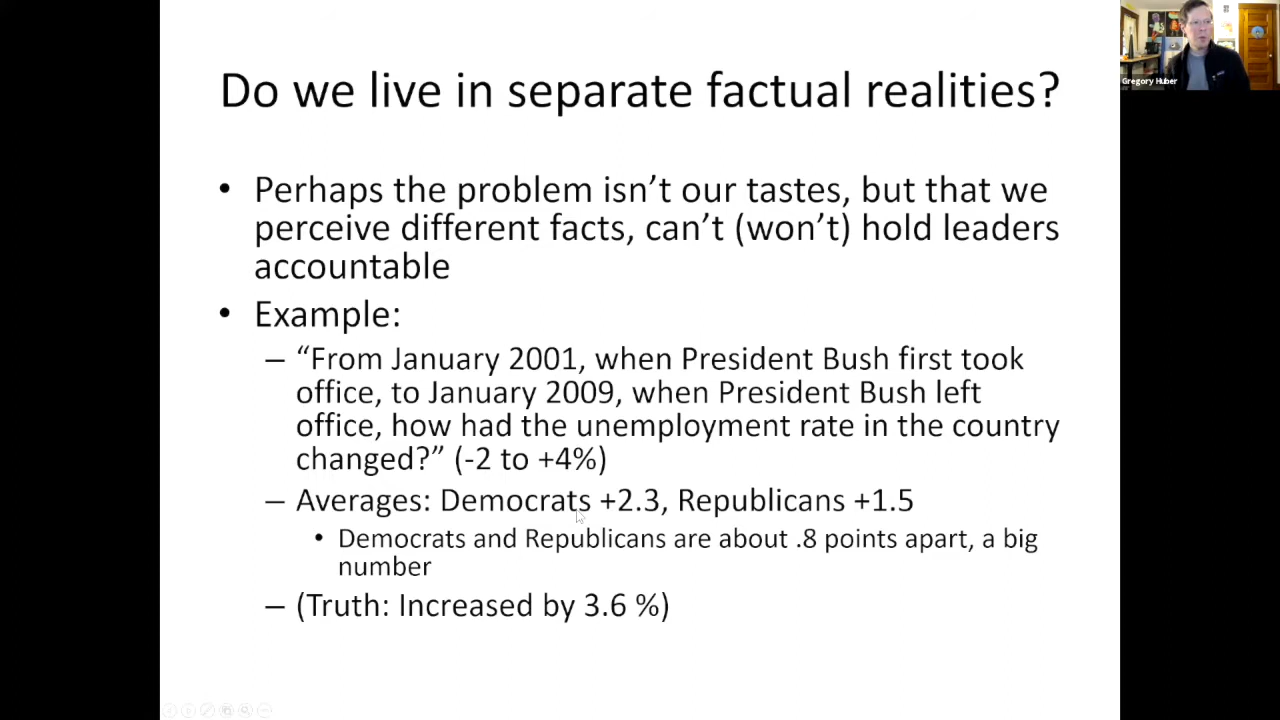 Do we live in separate factual realities?
• Perhaps the problem isn’t our tastes, but that we
perceive different facts, can’t (won’t) hold leaders
accountable
• Example:
– “From January 2001, when President Bush first took
office, to January 2009, when President Bush left
office, how had the unemployment rate in the country
changed?” (-2 to +4%)
– Averages: Democrats +2.3, Republicans +1.5
• Democrats and Republicans are about .8 points apart, a big
number
– (Truth: Increased by 3.6 %)
Gregory Huber